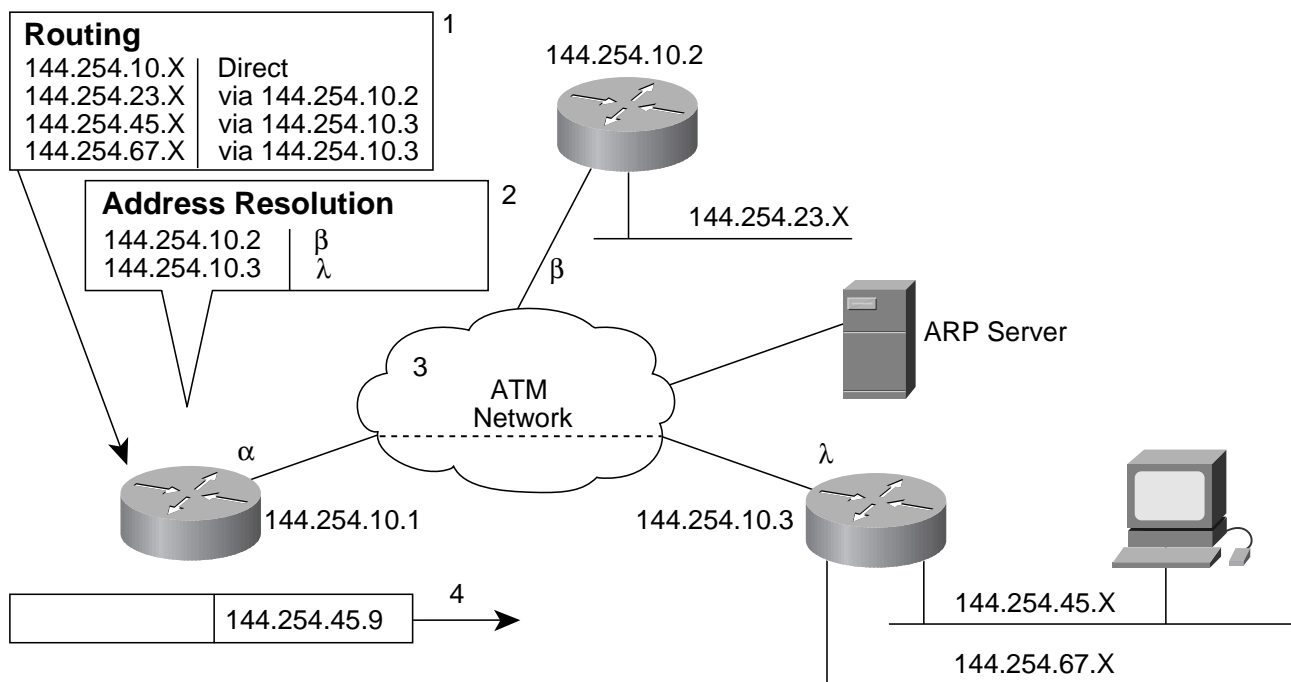 1
Routing
144.254.10.X Direct
144.254.23.X via 144.254.10.2
144.254.45.X via 144.254.10.3
144.254.67.X via 144.254.10.3
144.254.10.2
2
Address Resolution
144.254.10.2 β
144.254.10.3 λ
144.254.23.X
β
ARP Server
3
ATM
Network
α
λ
144.254.10.1
144.254.10.3
144.254.45.9
4
144.254.45.X
144.254.67.X